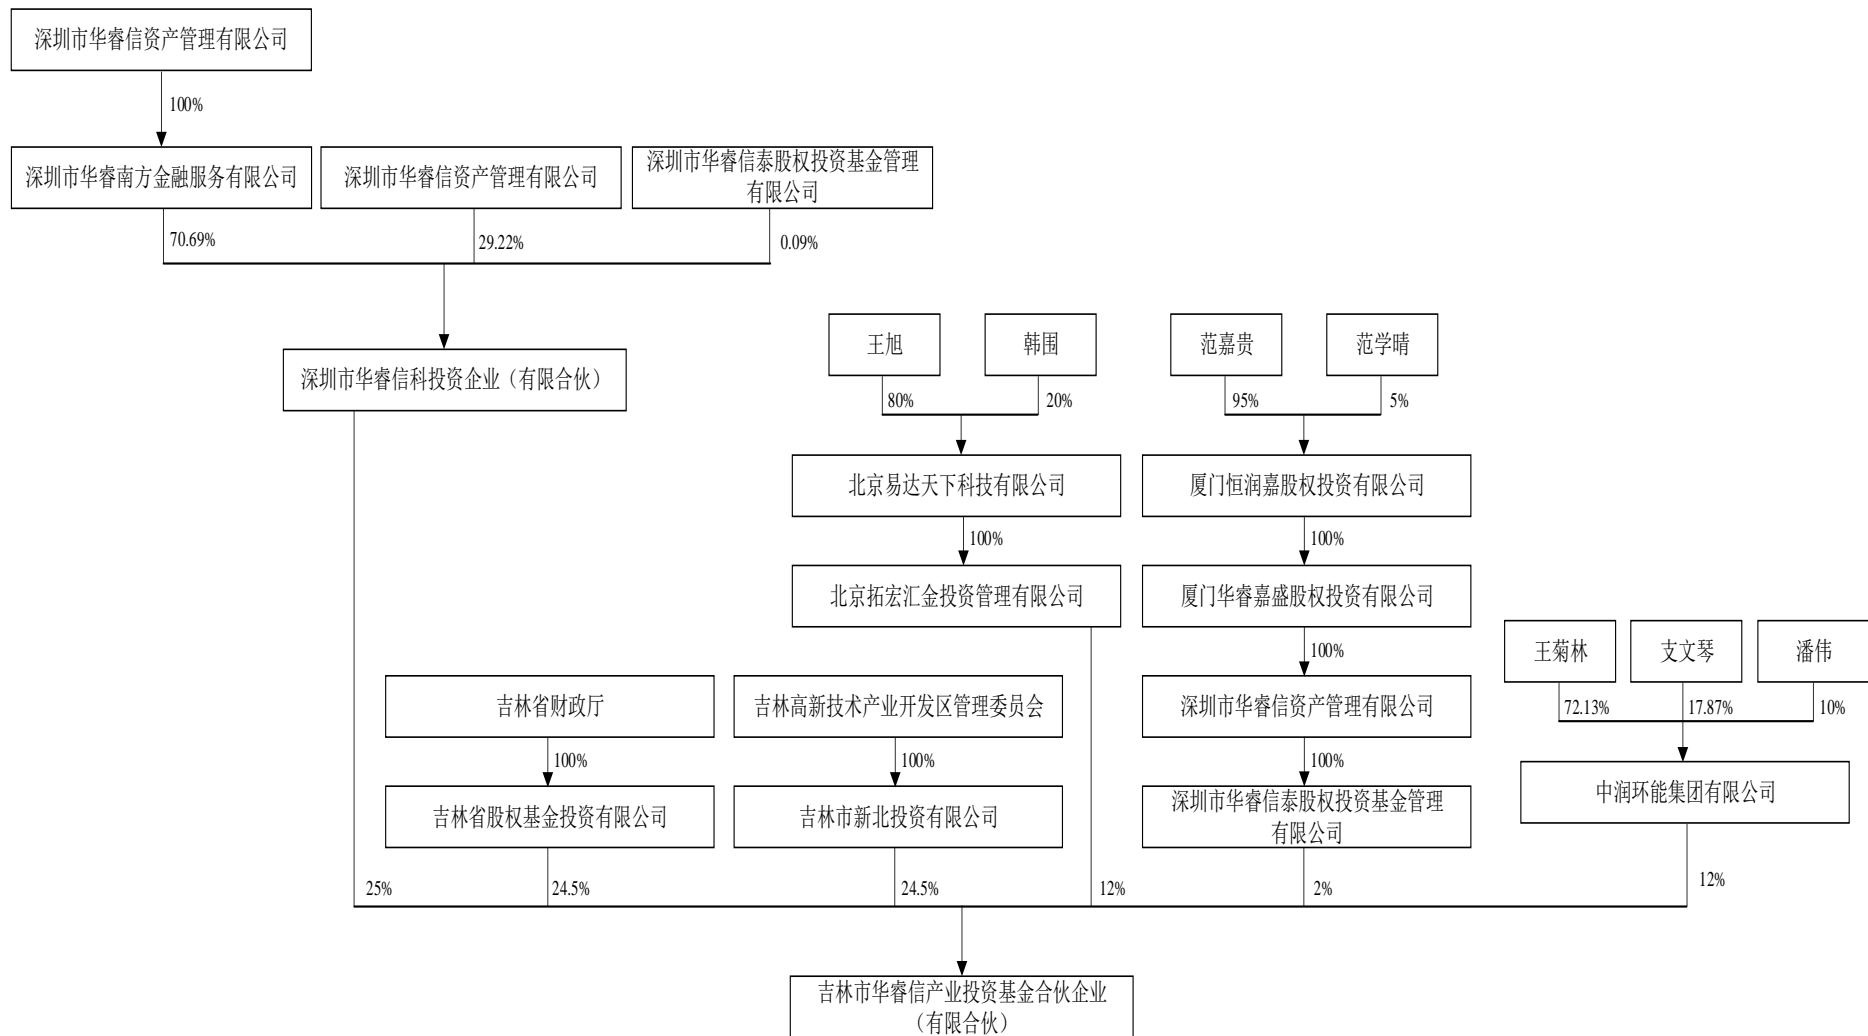 深圳市华睿信资产管理有限公司
100%
深圳市华睿南方金融服务有限公司
深圳市华睿信资产管理有限公司
深圳市华睿信泰股权投资基金管理
有限公司
70.69%
29.22%
0.09%
深圳市华睿信科投资企业（有限合伙）
王旭
韩围
范嘉贵
范学晴
80%
20%
95%
5%
北京易达天下科技有限公司
厦门恒润嘉股权投资有限公司
100%
100%
北京拓宏汇金投资管理有限公司
厦门华睿嘉盛股权投资有限公司
100%
王菊林
支文琴
潘伟
吉林省财政厅
吉林高新技术产业开发区管理委员会
深圳市华睿信资产管理有限公司
72.13%
17.87%
10%
100%
100%
100%
中润环能集团有限公司
吉林省股权基金投资有限公司
吉林市新北投资有限公司
深圳市华睿信泰股权投资基金管理
有限公司
25%
24.5%
24.5%
12%
2%
12%
吉林市华睿信产业投资基金合伙企业
（有限合伙）